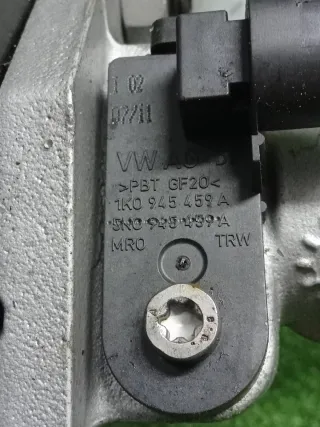 1 02
07/11
VW AUDI
>PBT GF20<
1K0 945 459 A
5N0 945 459 A
MRO TRW